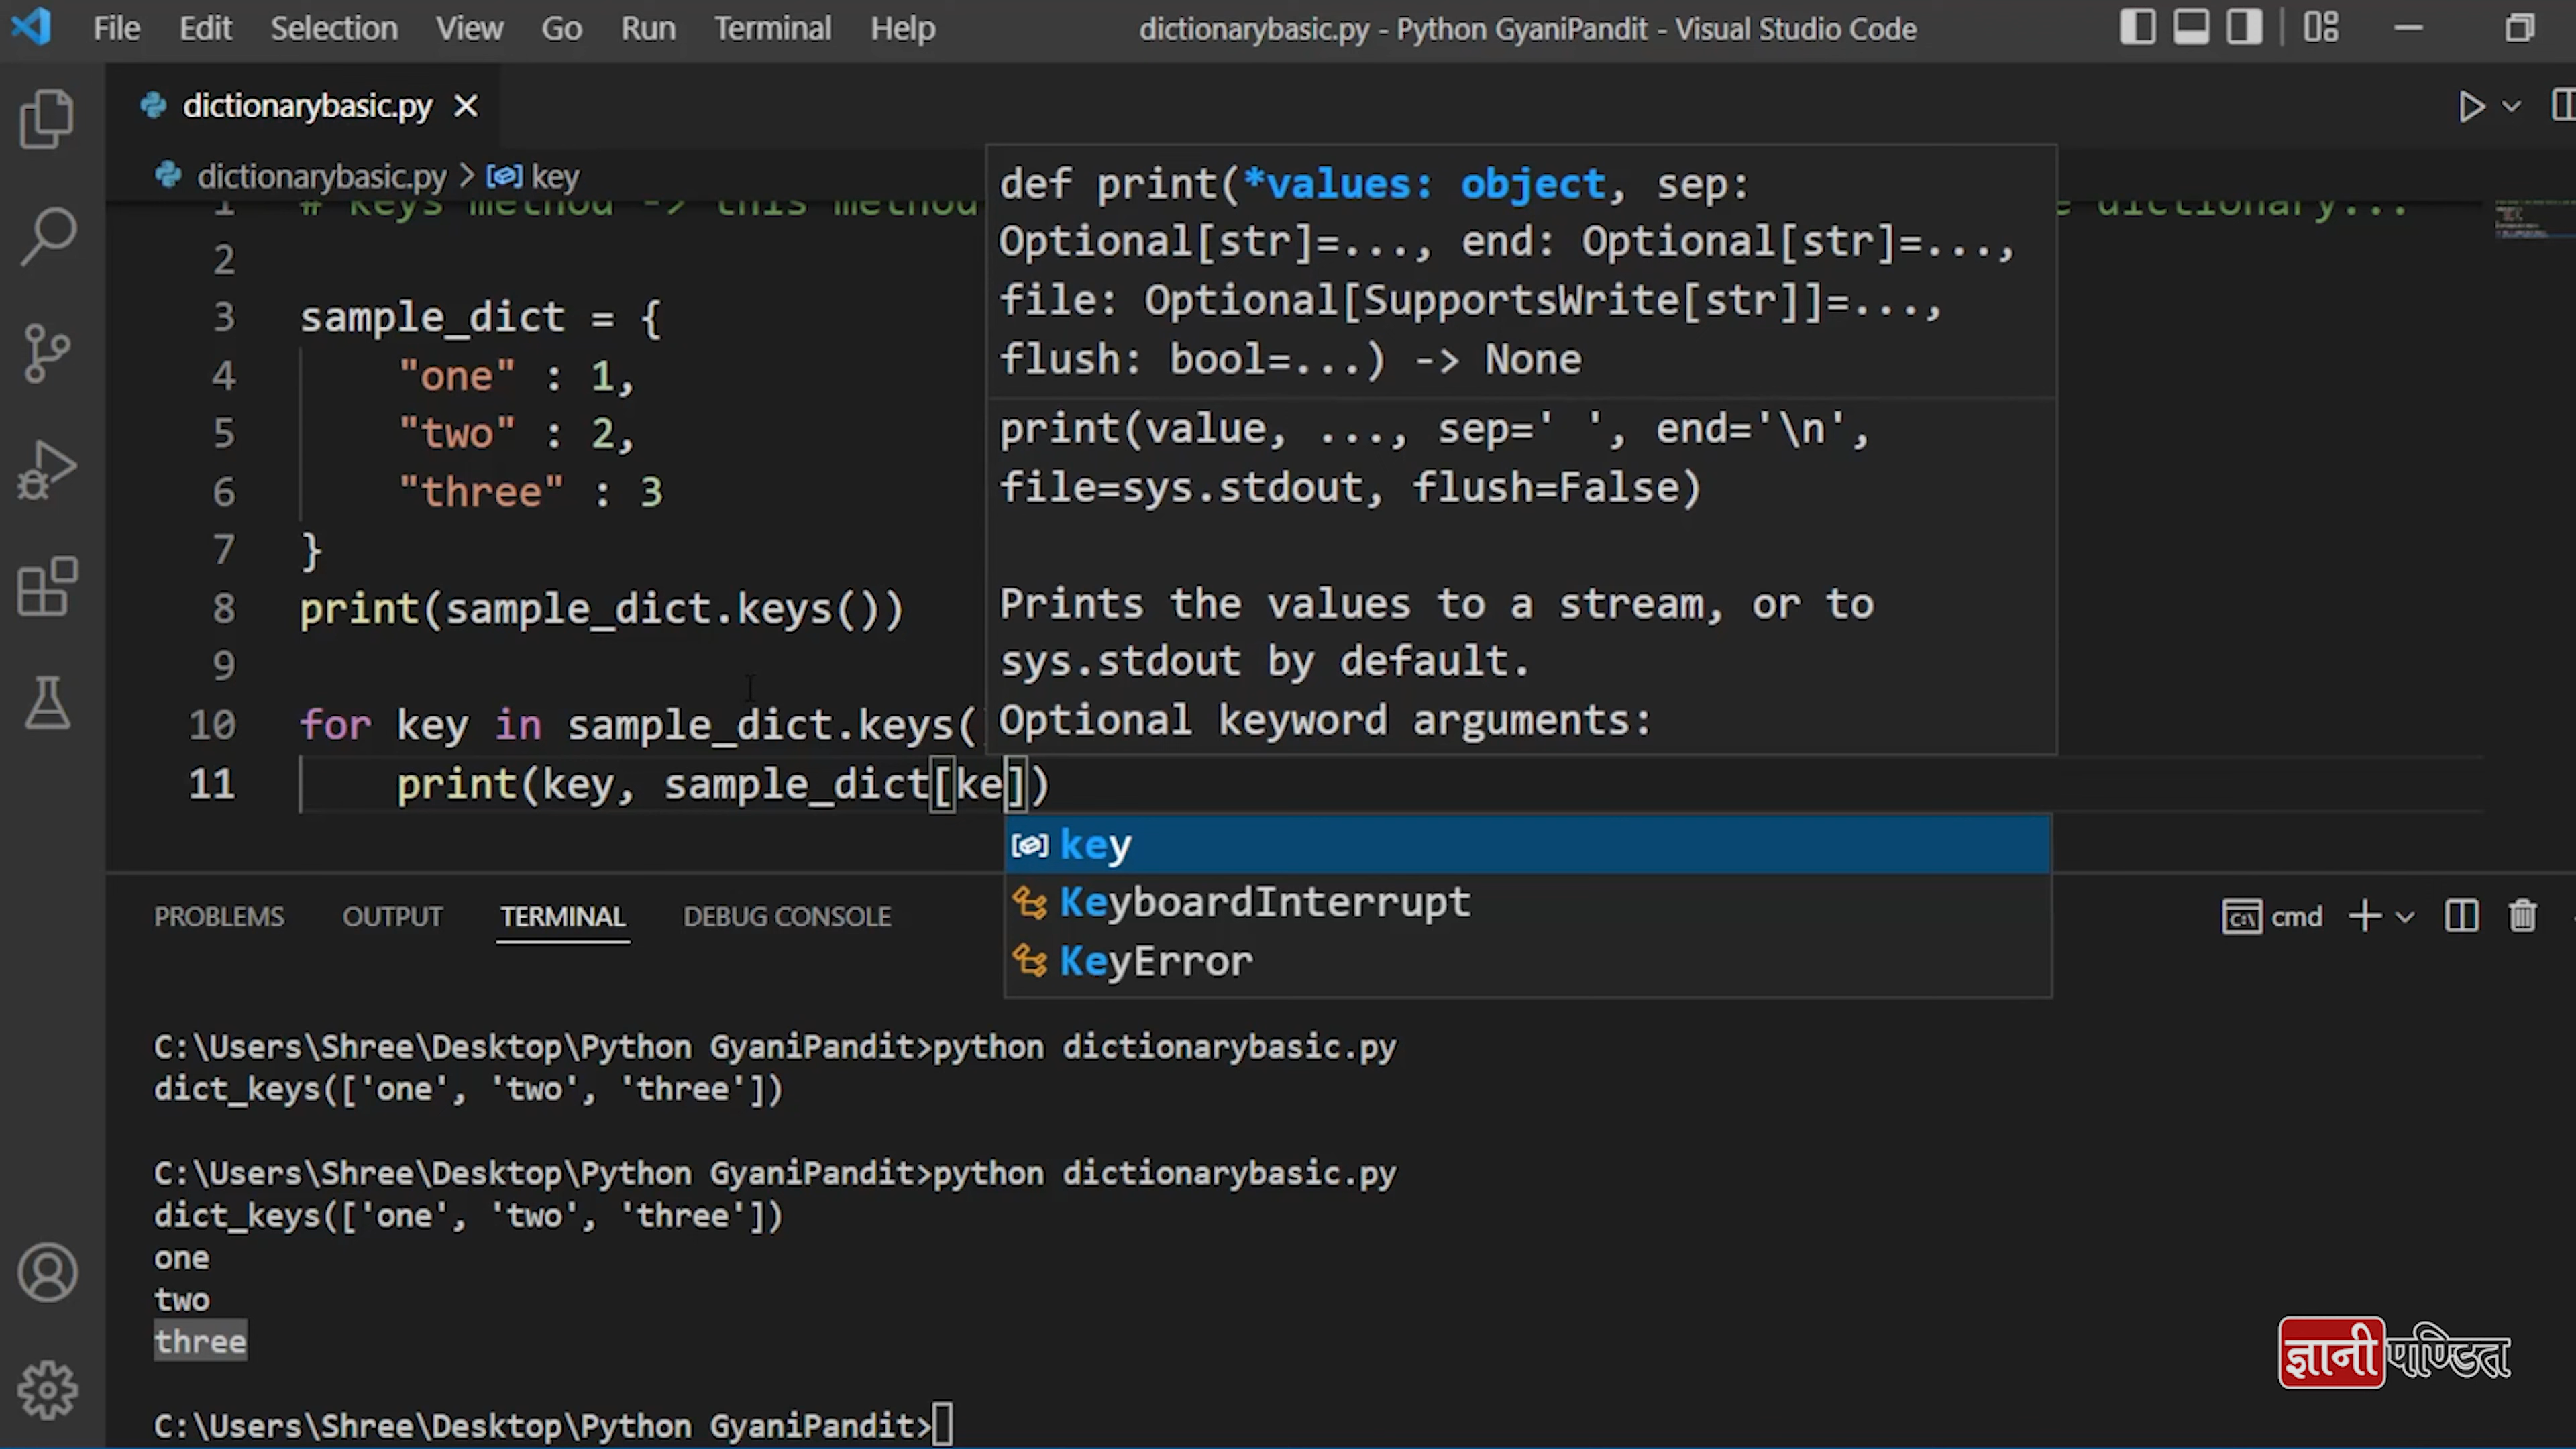 File Edit Selection View Go Run Terminal Help
dictionarybasic.py - Python GyaniPandit - Visual Studio Code
dictionarybasic.py
dictionarybasic.py > key
1 # keys method -> this method e dictionary...
2
3 sample_dict = {
4 "one" : 1,
5 "two" : 2,
6 "three" : 3
7 }
8 print(sample_dict.keys())
9
10 for key in sample_dict.keys(
11 print(key, sample_dict[ke])
def print(*values: object, sep:
Optional[str]=..., end: Optional[str]=...,
file: Optional[SupportsWrite[str]]=...,
flush: bool=...) -> None
print(value, ..., sep=' ', end='\n',
file=sys.stdout, flush=False)
Prints the values to a stream, or to
sys.stdout by default.
Optional keyword arguments:
key
KeyboardInterrupt
KeyError
PROBLEMS OUTPUT TERMINAL DEBUG CONSOLE
cmd
C:\Users\Shree\Desktop\Python GyaniPandit>python dictionarybasic.py
dict_keys(['one', 'two', 'three'])
C:\Users\Shree\Desktop\Python GyaniPandit>python dictionarybasic.py
dict_keys(['one', 'two', 'three'])
one
two
three
C:\Users\Shree\Desktop\Python GyaniPandit>
ज्ञानी पण्डित